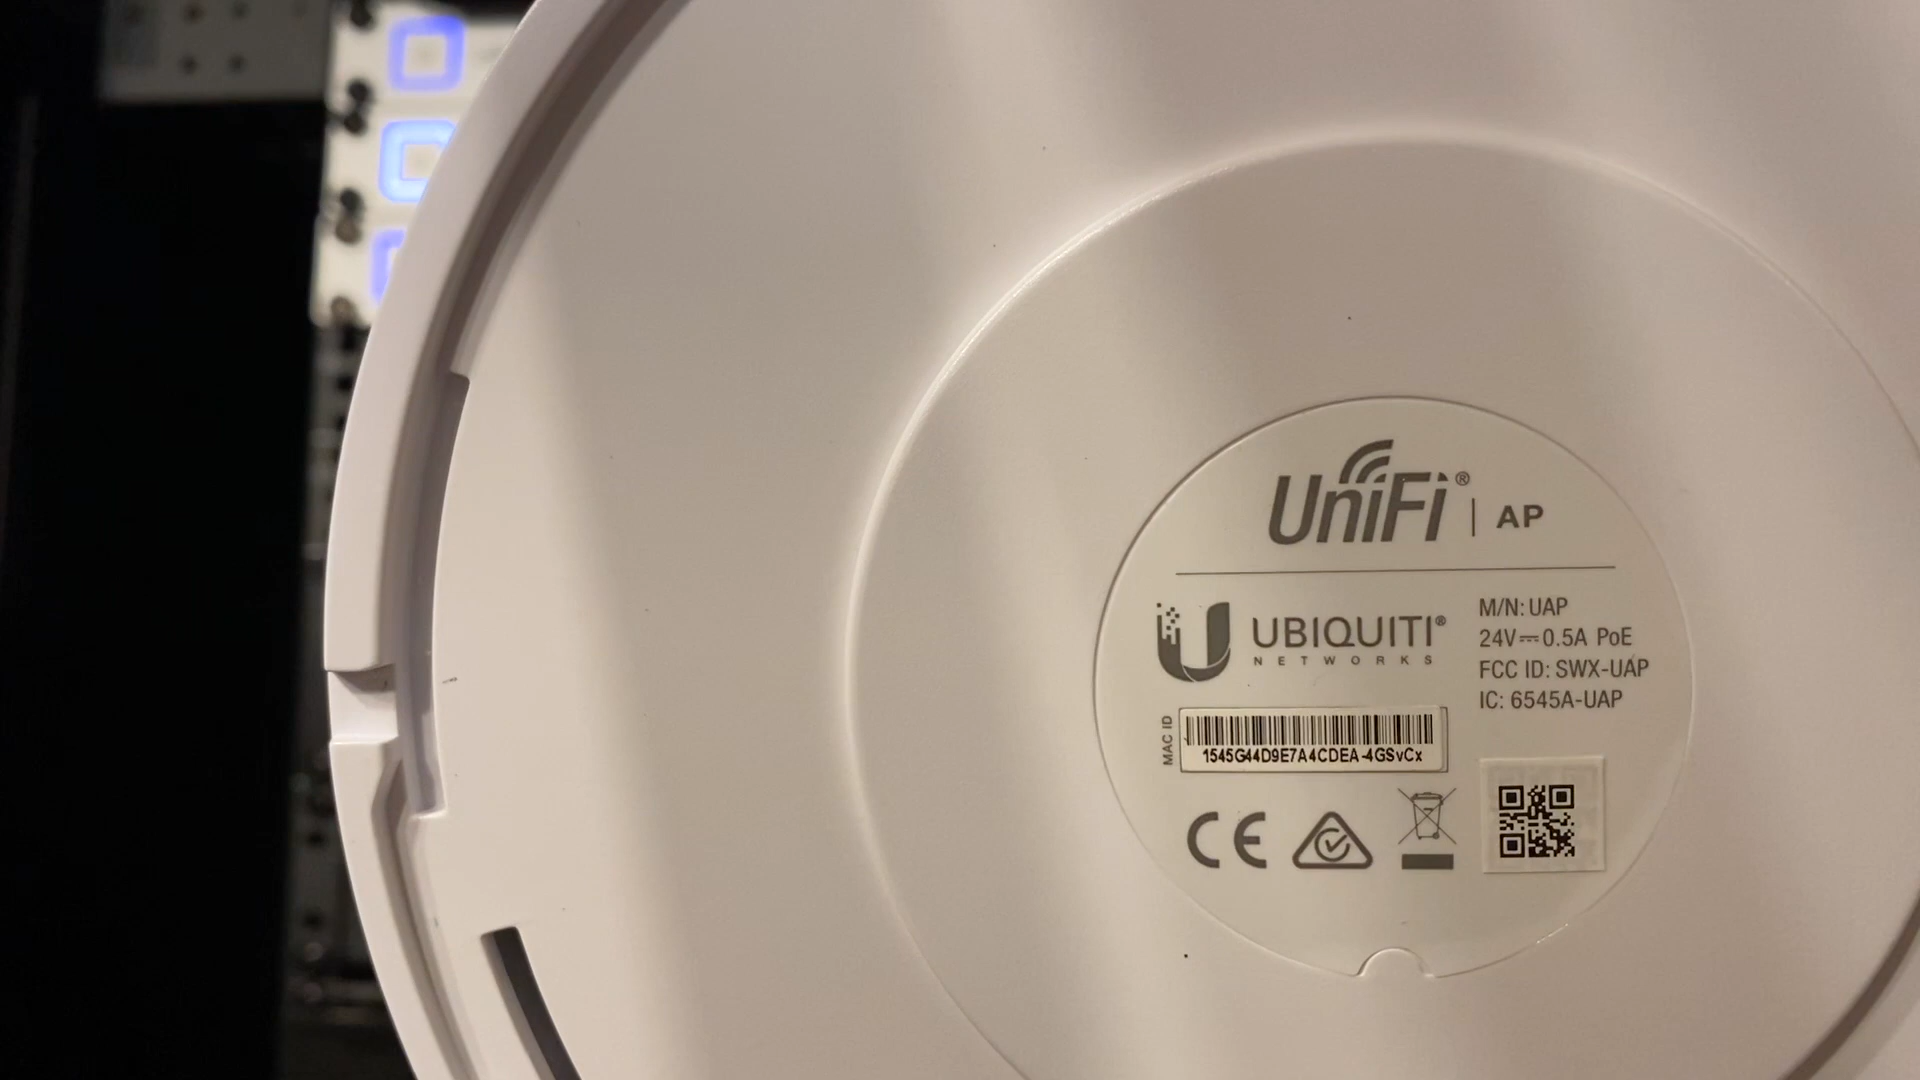 UniFi® | AP
UBIQUITI®
NETWORKS
M/N: UAP
24V⎓0.5A PoE
FCC ID: SWX-UAP
IC: 6545A-UAP
MAC ID
1545G44D9E7A4CDEA-4GSvCx
CE